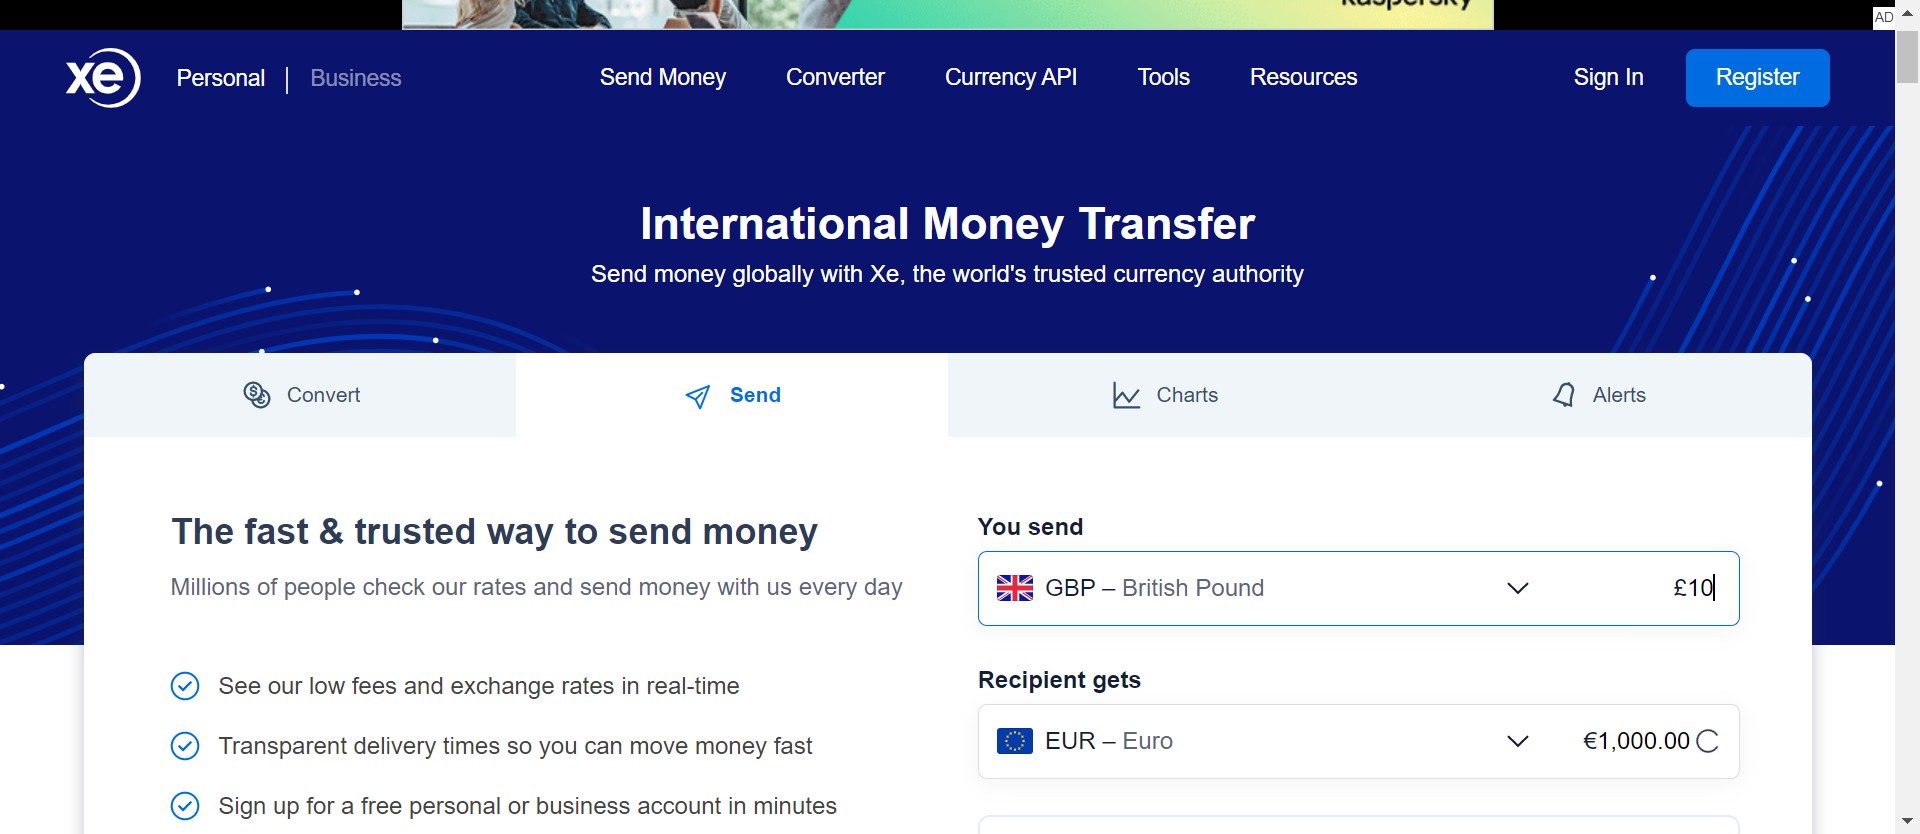 kaspersky
AD
xe
Personal | Business
Send Money
Converter
Currency API
Tools
Resources
Sign In
Register
International Money Transfer
Send money globally with Xe, the world's trusted currency authority
Convert
Send
Charts
Alerts
The fast & trusted way to send money
Millions of people check our rates and send money with us every day
See our low fees and exchange rates in real-time
Transparent delivery times so you can move money fast
Sign up for a free personal or business account in minutes
You send
GBP – British Pound
£10
Recipient gets
EUR – Euro
€1,000.00